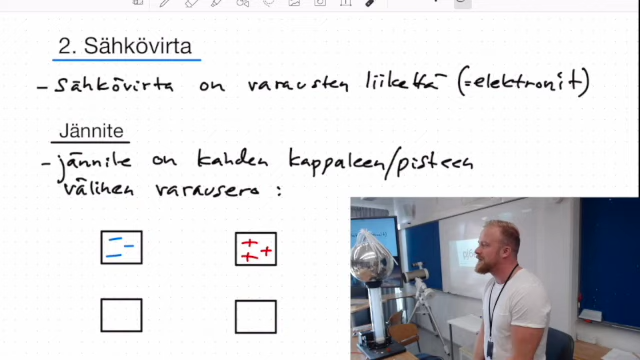 2. Sähkövirta
- Sähkövirta on varausten liikettä (=elektronit)
Jännite
- jännite on kahden kappaleen/pisteen
välinen varausero :